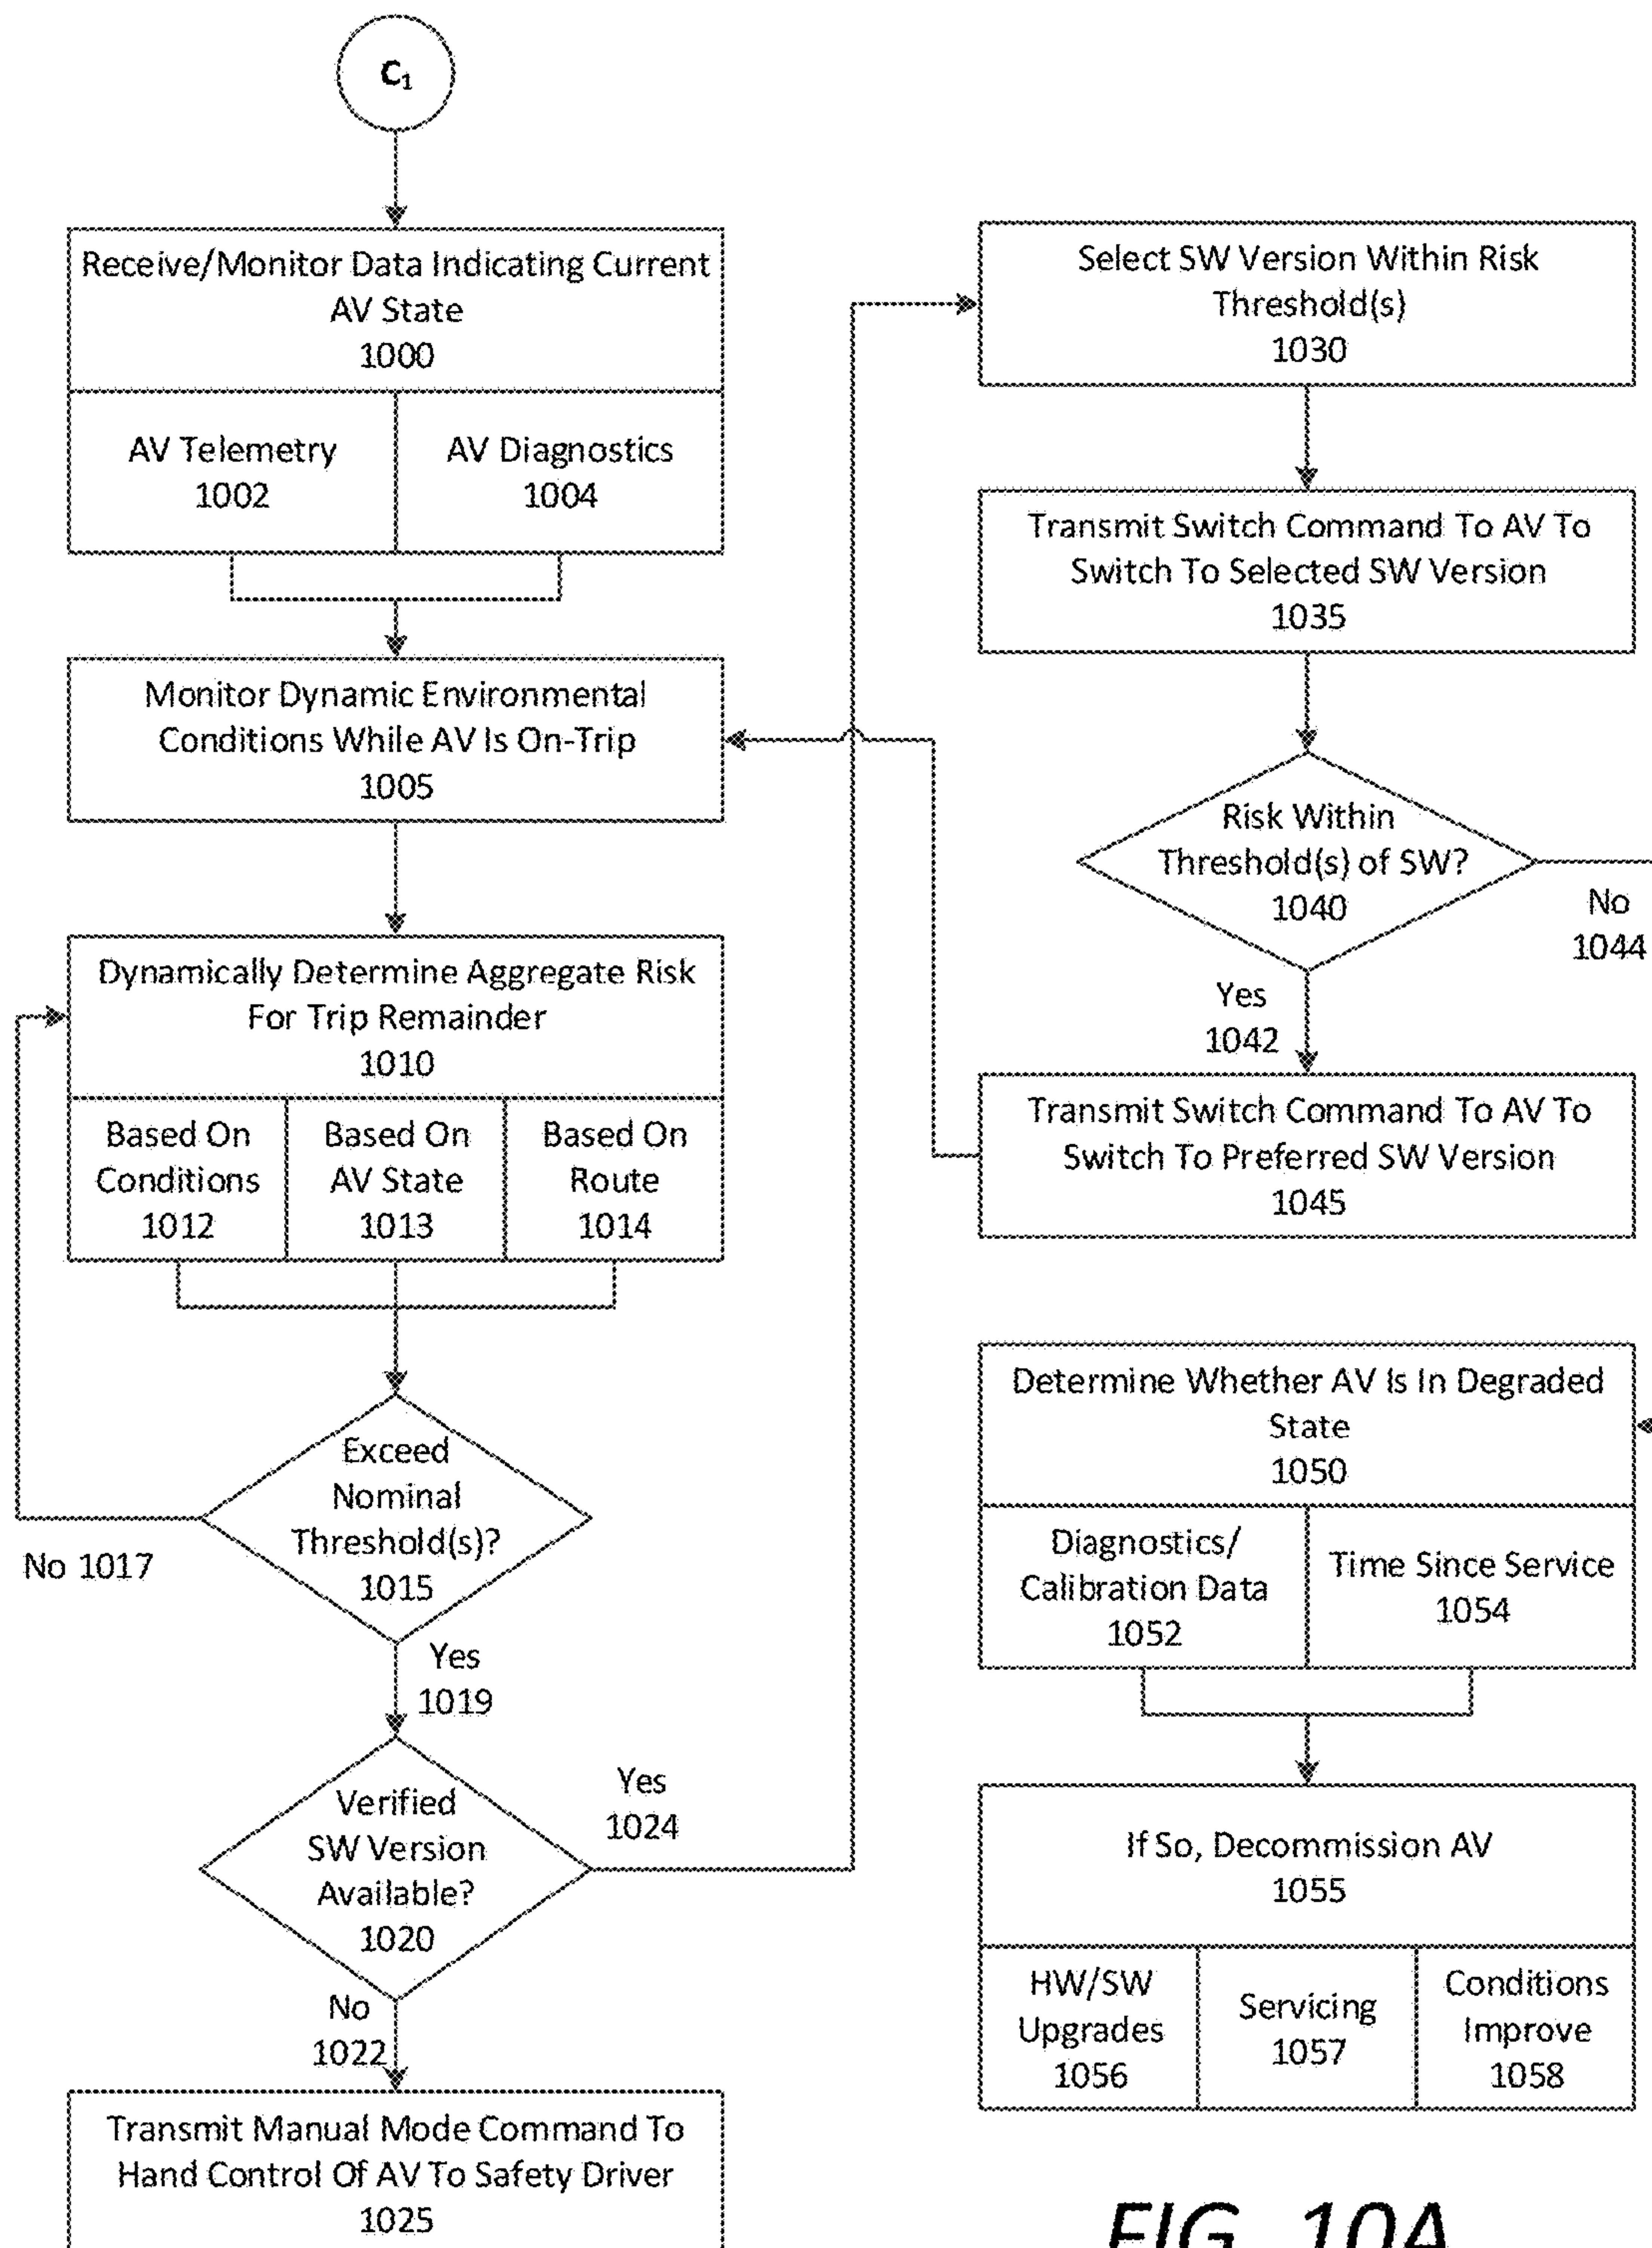 C1
Receive/Monitor Data Indicating Current
AV State
1000
AV Telemetry
1002
AV Diagnostics
1004
Monitor Dynamic Environmental
Conditions While AV Is On-Trip
1005
Dynamically Determine Aggregate Risk
For Trip Remainder
1010
Based On
Conditions
1012
Based On
AV State
1013
Based On
Route
1014
Exceed
Nominal
Threshold(s)?
1015
No 1017
Yes
1019
Verified
SW Version
Available?
1020
Yes
1024
No
1022
Transmit Manual Mode Command To
Hand Control Of AV To Safety Driver
1025
Select SW Version Within Risk
Threshold(s)
1030
Transmit Switch Command To AV To
Switch To Selected SW Version
1035
Risk Within
Threshold(s) of SW?
1040
No
1044
Yes
1042
Transmit Switch Command To AV To
Switch To Preferred SW Version
1045
Determine Whether AV Is In Degraded
State
1050
Diagnostics/
Calibration Data
1052
Time Since Service
1054
If So, Decommission AV
1055
HW/SW
Upgrades
1056
Servicing
1057
Conditions
Improve
1058
FIG. 10A